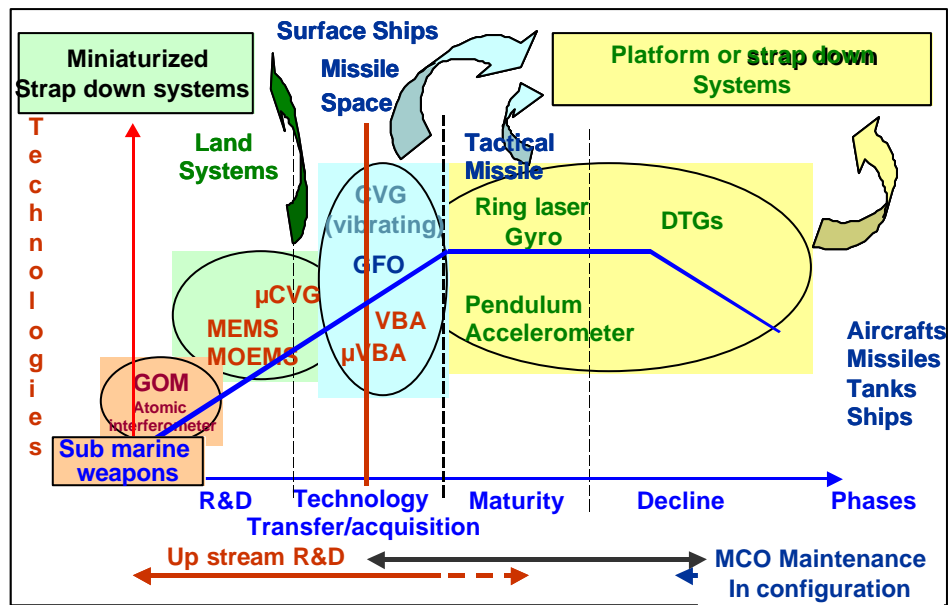 Miniaturized
Strap down systems
Surface Ships
Missile
Space
Platform or strap down
Systems
Technologies
Land
Systems
Tactical
Missile
CVG
(vibrating)
GFO
Ring laser
Gyro
DTGs
µCVG
MEMS
MOEMS
VBA
µVBA
Pendulum
Accelerometer
GOM
Atomic
interferometer
Sub marine
weapons
Aircrafts
Missiles
Tanks
Ships
R&D
Technology
Transfer/acquisition
Maturity
Decline
Phases
Up stream R&D
MCO Maintenance
In configuration